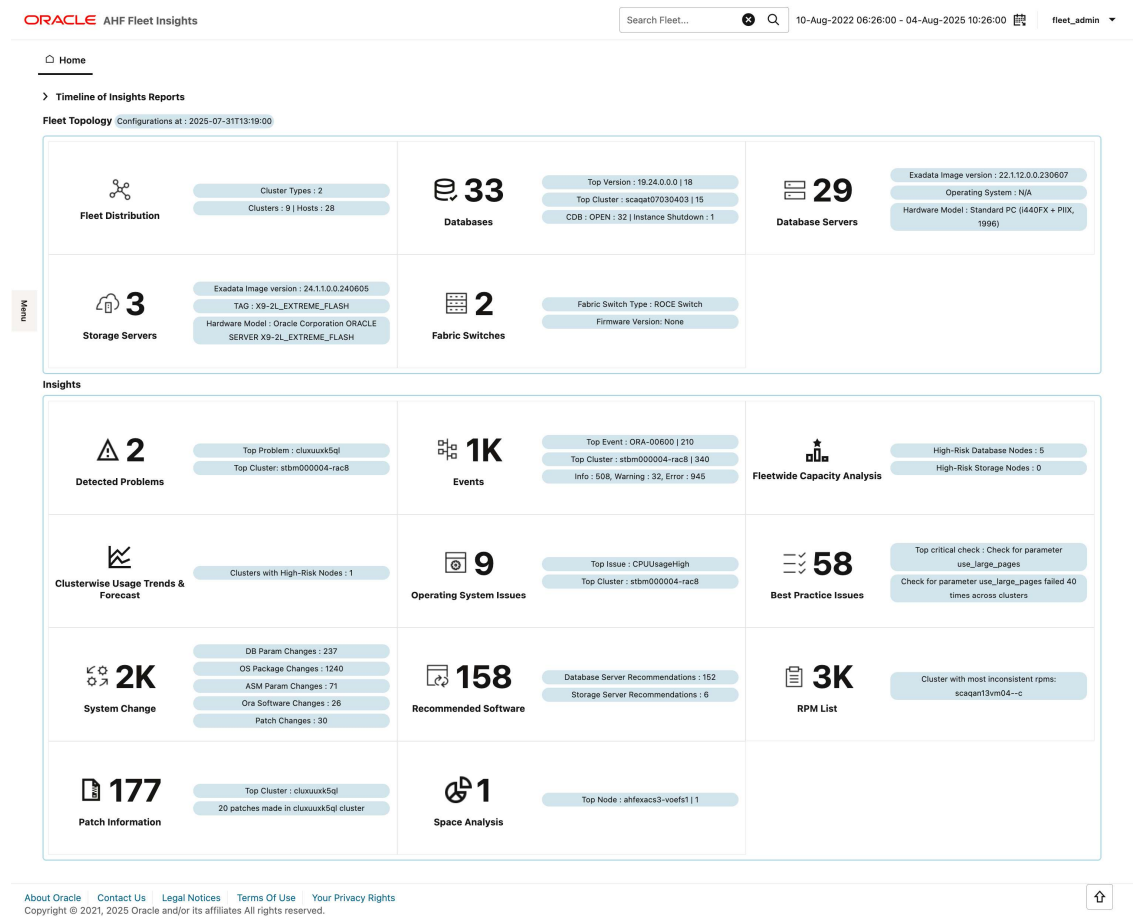 ORACLE AHF Fleet Insights
Search Fleet...
10-Aug-2022 06:26:00 - 04-Aug-2025 10:26:00
fleet_admin
Home
Timeline of Insights Reports
Fleet Topology Configurations at : 2025-07-31T13:19:00
Fleet Distribution
Cluster Types : 2
Clusters : 9 | Hosts : 28
33
Databases
Top Version : 19.24.0.0.0 | 18
Top Cluster : scaqat07030403 | 15
CDB : OPEN : 32 | Instance Shutdown : 1
29
Database Servers
Exadata Image version : 22.1.12.0.0.230607
Operating System : N/A
Hardware Model : Standard PC (i440FX + PIIX,
1996)
Menu
3
Storage Servers
Exadata Image version : 24.1.1.0.0.240605
TAG : X9-2L_EXTREME_FLASH
Hardware Model : Oracle Corporation ORACLE
SERVER X9-2L_EXTREME_FLASH
2
Fabric Switches
Fabric Switch Type : ROCE Switch
Firmware Version: None
Insights
2
Detected Problems
Top Problem : cluxuuxk5ql
Top Cluster: stbm000004-rac8
1K
Events
Top Event : ORA-00600 | 210
Top Cluster : stbm000004-rac8 | 340
Info : 508, Warning : 32, Error : 945
Fleetwide Capacity Analysis
High-Risk Database Nodes : 5
High-Risk Storage Nodes : 0
Clusterwise Usage Trends &
Forecast
Clusters with High-Risk Nodes : 1
9
Operating System Issues
Top Issue : CPUUsageHigh
Top Cluster : stbm000004-rac8
58
Best Practice Issues
Top critical check : Check for parameter
use_large_pages
Check for parameter use_large_pages failed 40
times across clusters
2K
System Change
DB Param Changes : 237
OS Package Changes : 1240
ASM Param Changes : 71
Ora Software Changes : 26
Patch Changes : 30
158
Recommended Software
Database Server Recommendations : 152
Storage Server Recommendations : 6
3K
RPM List
Cluster with most inconsistent rpms:
scaqan13vm04--c
177
Patch Information
Top Cluster : cluxuuxk5ql
20 patches made in cluxuuxk5ql cluster
1
Space Analysis
Top Node : ahfexacs3-voefs1 | 1
About Oracle Contact Us Legal Notices Terms Of Use Your Privacy Rights
Copyright © 2021, 2025 Oracle and/or its affiliates All rights reserved.